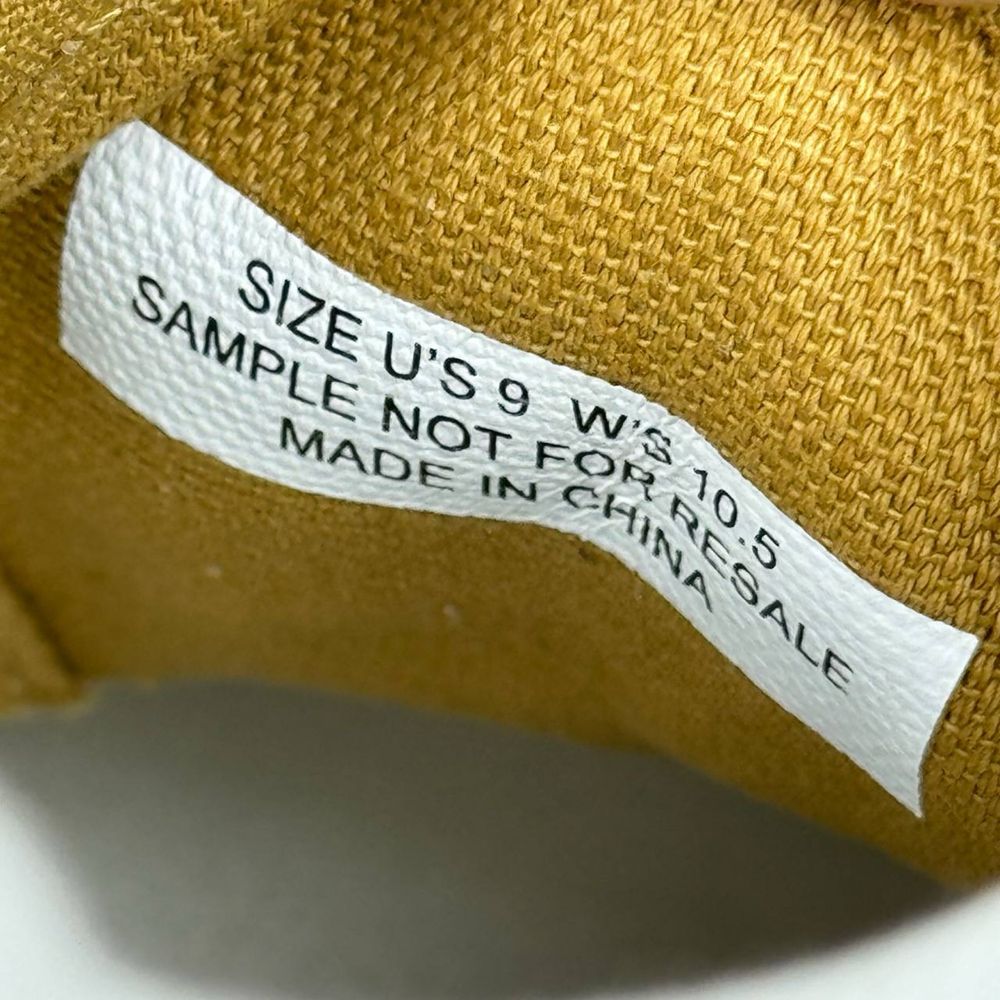 SIZE U'S 9 W'S 10.5
SAMPLE NOT FOR RESALE
MADE IN CHINA